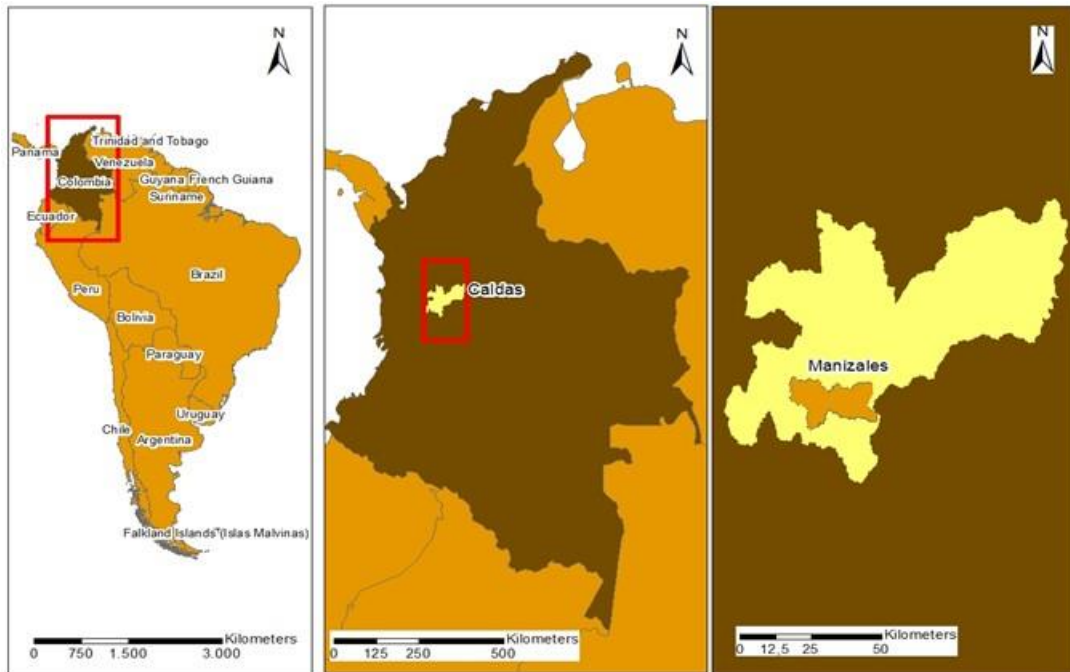 N
Trinidad and Tobago
Panama
Venezuela
Colombia
Guyana French Guiana
Suriname
Ecuador
Brazil
Peru
Bolivia
Paraguay
Uruguay
Chile
Argentina
Falkland Islands (Islas Malvinas)
Kilometers
0 750 1.500 3.000
N
Caldas
Kilometers
0 125 250 500
N
Manizales
Kilometers
0 12,5 25 50